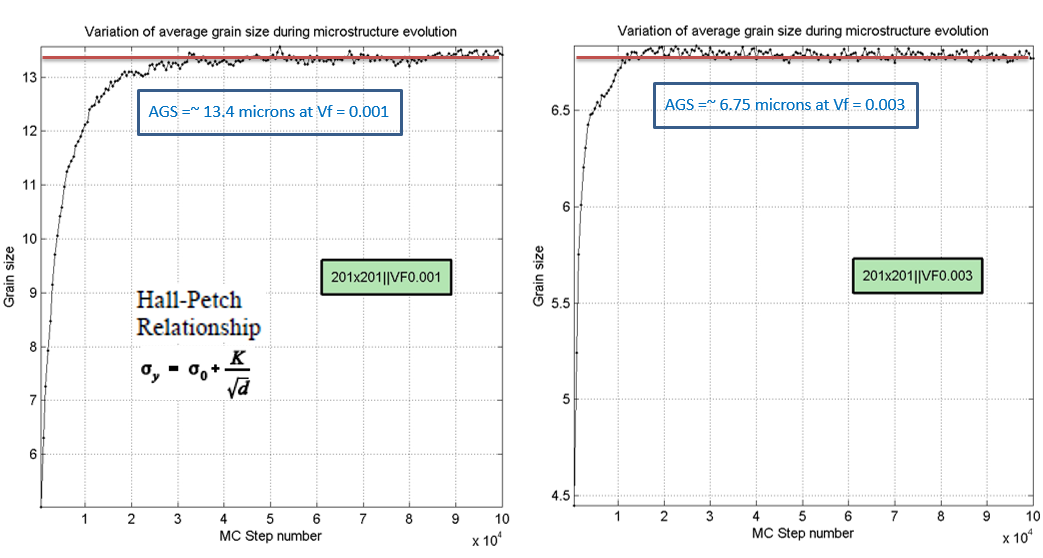 Variation of average grain size during microstructure evolution
13
12
11
10
9
8
7
6
Grain size
AGS =~ 13.4 microns at Vf = 0.001
201x201||VF0.001
Hall-Petch
Relationship
σy = σ0 + K/√d
1 2 3 4 5 6 7 8 9 10
MC Step number
x 10^4
Variation of average grain size during microstructure evolution
6.5
6
5.5
5
4.5
Grain size
AGS =~ 6.75 microns at Vf = 0.003
201x201||VF0.003
1 2 3 4 5 6 7 8 9 10
MC Step number
x 10^4